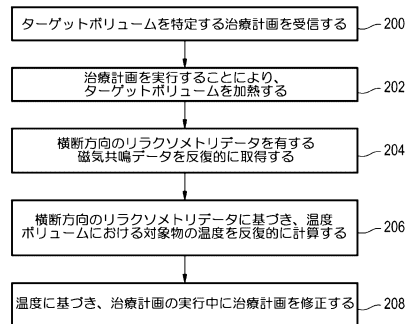 ターゲットボリュームを特定する治療計画を受信する
200
治療計画を実行することにより、
ターゲットボリュームを加熱する
202
横断方向のリラクソメトリデータを有する
磁気共鳴データを反復的に取得する
204
横断方向のリラクソメトリデータに基づき、温度
ボリュームにおける対象物の温度を反復的に計算する
206
温度に基づき、治療計画の実行中に治療計画を修正する
208